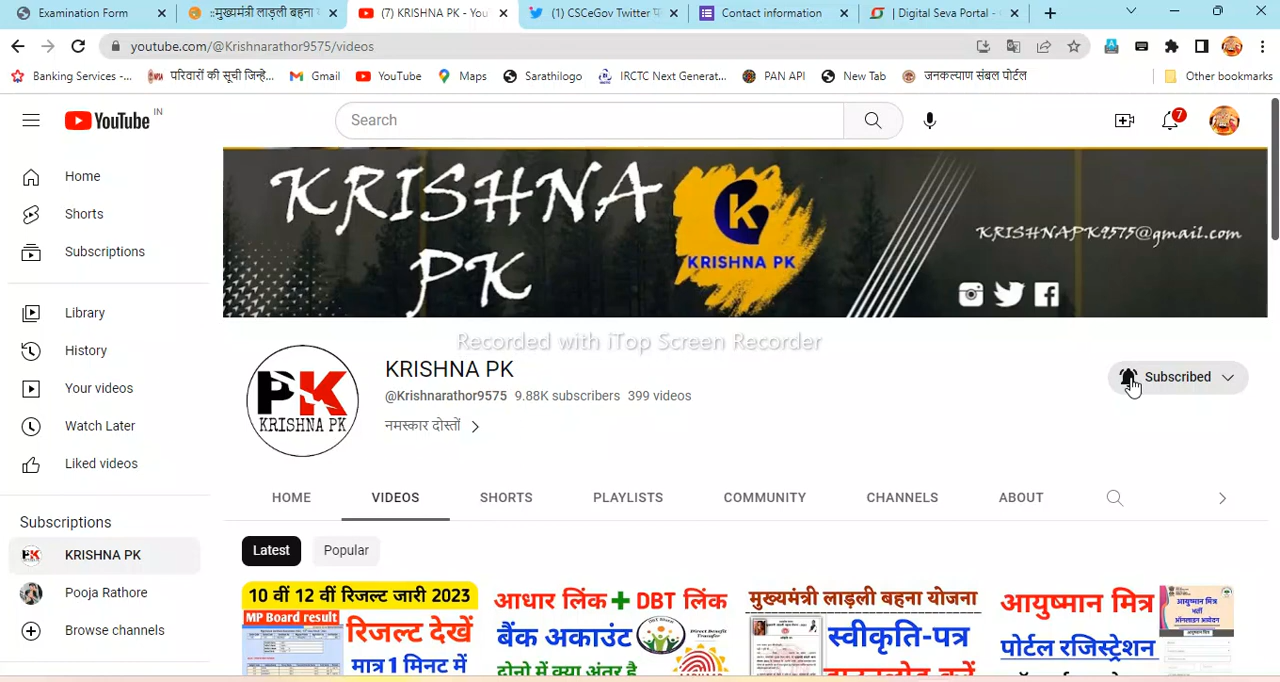 Examination Form
::मुख्यमंत्री लाड़ली बहना
(7) KRISHNA PK - You
(1) CSCeGov Twitter प
Contact information
| Digital Seva Portal -
youtube.com/@Krishnarathor9575/videos
Banking Services -...
परिवारों की सूची जिन्हे...
Gmail
YouTube
Maps
Sarathilogo
IRCTC Next Generat...
PAN API
New Tab
जनकल्याण संबल पोर्टल
Other bookmarks
YouTube IN
Search
7
Home
Shorts
Subscriptions
Library
History
Your videos
Watch Later
Liked videos
Subscriptions
KRISHNA PK
Pooja Rathore
Browse channels
KRISHNA
PK
KRISHNA PK
KRISHNAPK9575@gmail.com
Recorded with iTop Screen Recorder
PK
KRISHNA PK
KRISHNA PK
@Krishnarathor9575 9.88K subscribers 399 videos
नमस्कार दोस्तों
Subscribed
HOME
VIDEOS
SHORTS
PLAYLISTS
COMMUNITY
CHANNELS
ABOUT
Latest
Popular
10 वीं 12 वीं रिजल्ट जारी 2023
MP Board result
रिजल्ट देखें
मात्र 1 मिनट में
आधार लिंक + DBT लिंक
बैंक अकाउंट
दोनो में क्या अंतर है
मुख्यमंत्री लाड़ली बहना योजना
स्वीकृति-पत्र
डाउनलोड करें
आयुष्मान मित्र
पोर्टल रजिस्ट्रेशन
आयुष्मान मित्र